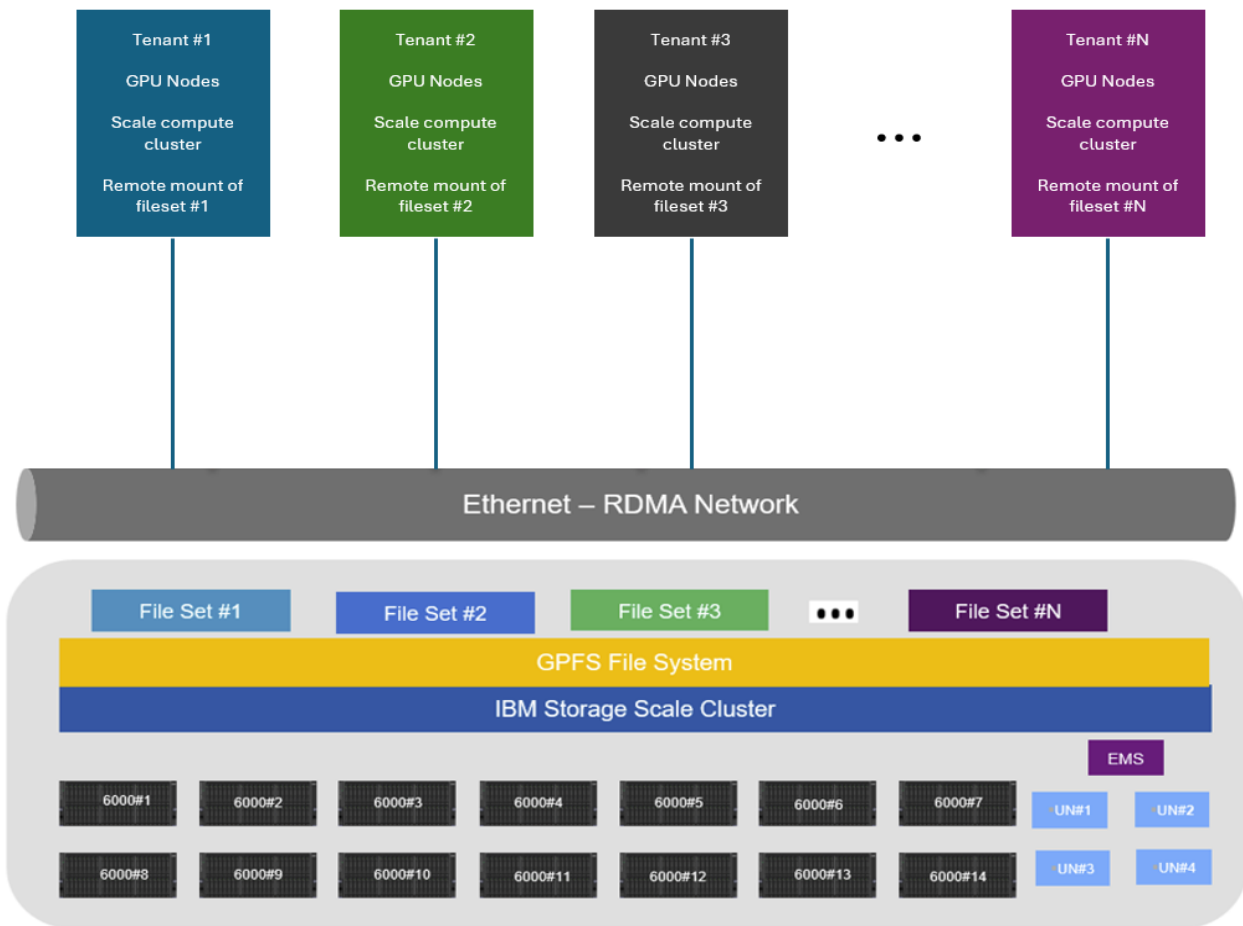 Tenant #1
GPU Nodes
Scale compute
cluster
Remote mount of
fileset #1
Tenant #2
GPU Nodes
Scale compute
cluster
Remote mount of
fileset #2
Tenant #3
GPU Nodes
Scale compute
cluster
Remote mount of
fileset #3
...
Tenant #N
GPU Nodes
Scale compute
cluster
Remote mount of
fileset #N
Ethernet – RDMA Network
File Set #1
File Set #2
File Set #3
...
File Set #N
GPFS File System
IBM Storage Scale Cluster
EMS
6000#1
6000#2
6000#3
6000#4
6000#5
6000#6
6000#7
UN#1
UN#2
6000#8
6000#9
6000#10
6000#11
6000#12
6000#13
6000#14
UN#3
UN#4